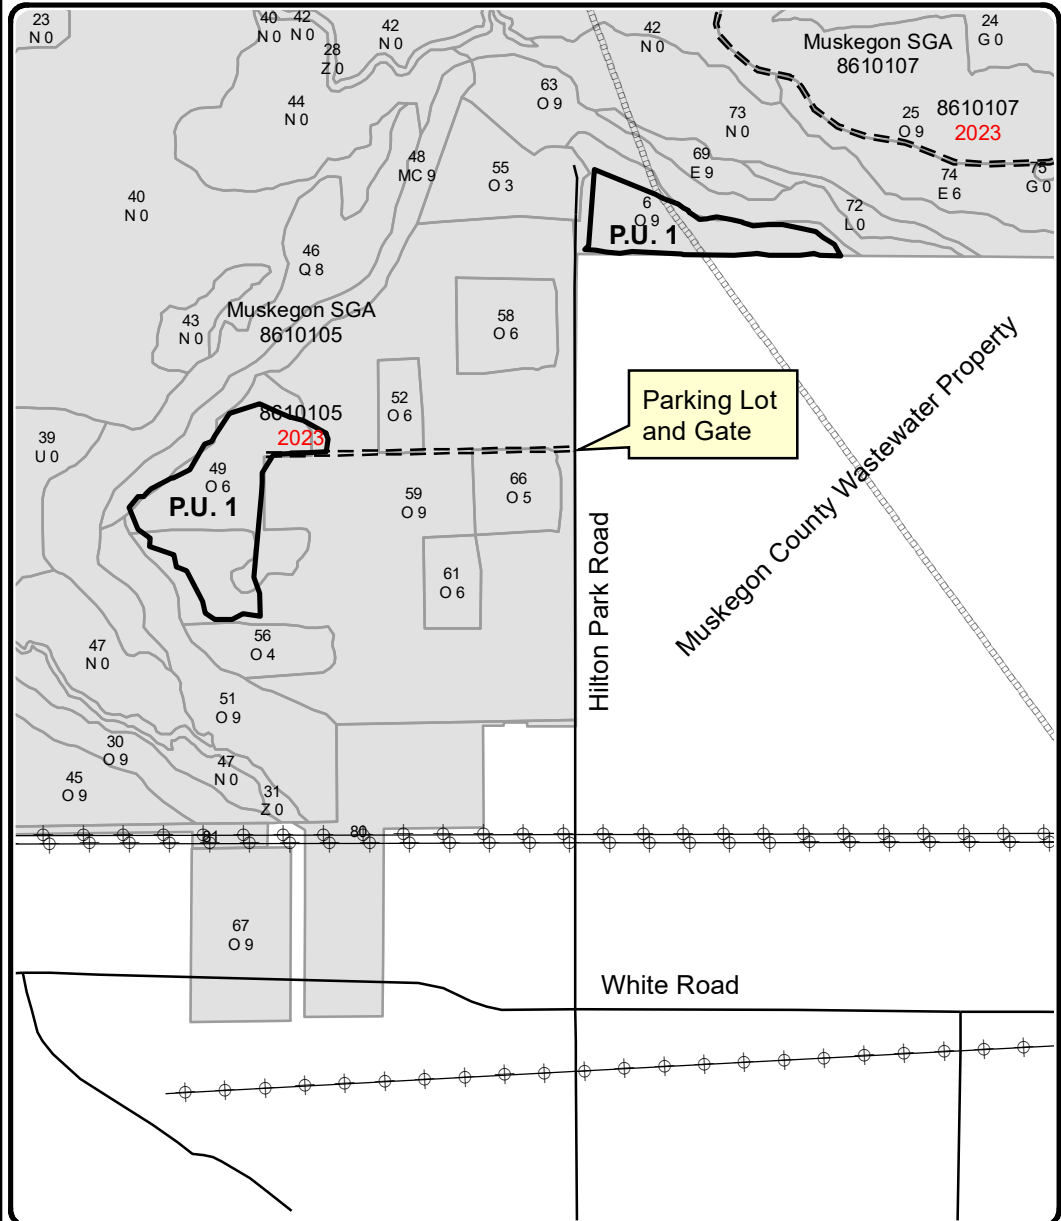 23
N 0
40
N 0
42
N 0
28
Z 0
42
N 0
42
N 0
24
G 0
Muskegon SGA
8610107
63
O 9
44
N 0
73
N 0
25
O 9
8610107
2023
48
MC 9
55
O 3
69
E 9
74
E 6
75
G 0
40
N 0
6
O 9
P.U. 1
72
L 0
46
Q 8
43
N 0
Muskegon SGA
8610105
58
O 6
52
O 6
8610105
2023
Parking Lot
and Gate
39
U 0
49
O 6
P.U. 1
59
O 9
66
O 5
Muskegon County Wastewater Property
61
O 6
Hilton Park Road
56
O 4
47
N 0
51
O 9
30
O 9
47
N 0
45
O 9
31
Z 0
81
80
67
O 9
White Road